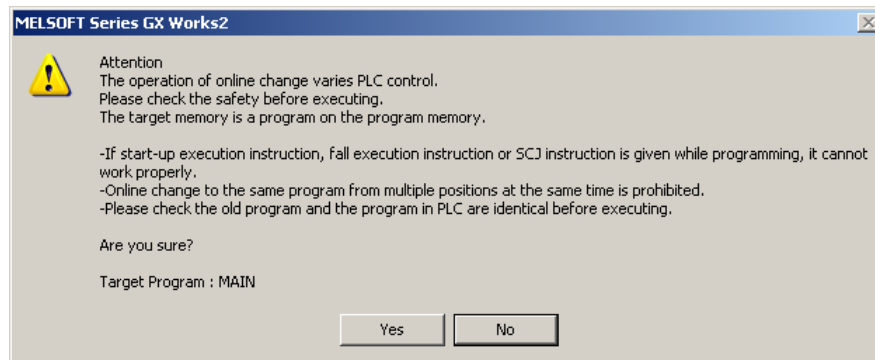 MELSOFT Series GX Works2
Attention
The operation of online change varies PLC control.
Please check the safety before executing.
The target memory is a program on the program memory.
-If start-up execution instruction, fall execution instruction or SCJ instruction is given while programming, it cannot
work properly.
-Online change to the same program from multiple positions at the same time is prohibited.
-Please check the old program and the program in PLC are identical before executing.
Are you sure?
Target Program : MAIN
Yes No